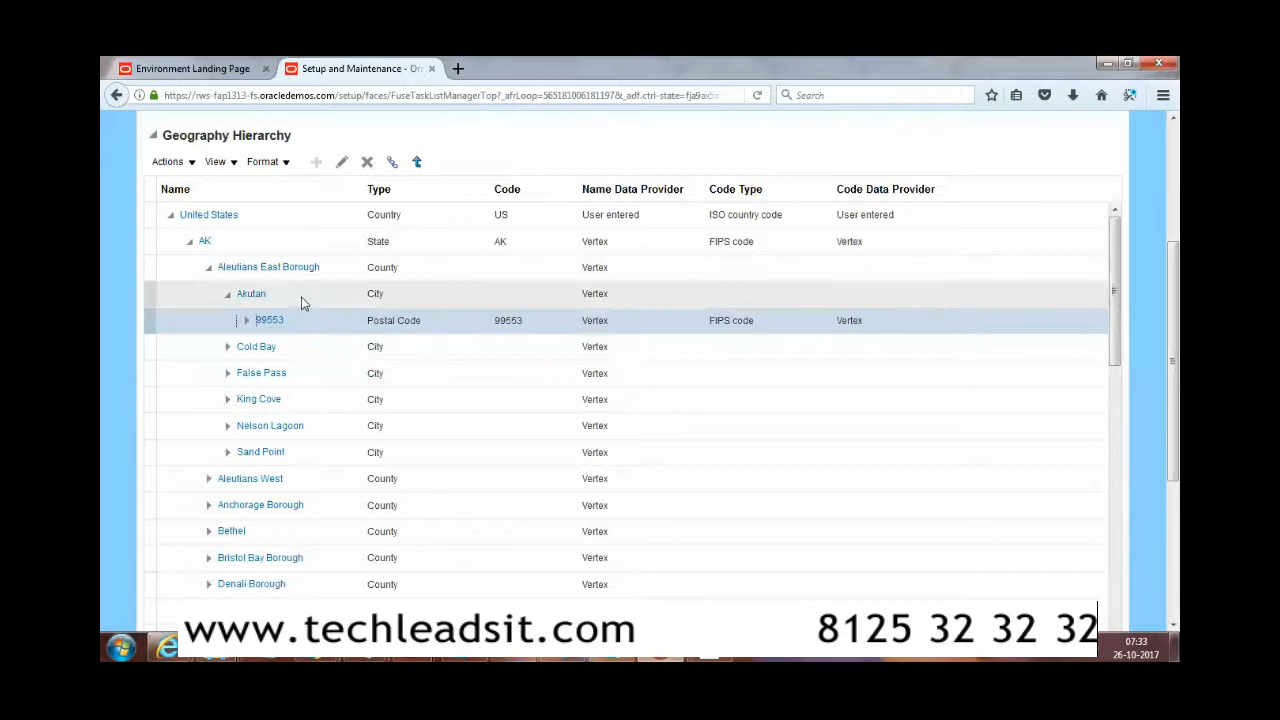 Environment Landing Page
Setup and Maintenance - Or
https://rws-fap1313-fs.oracledemos.com/setup/faces/FuseTaskListManagerTop?_afrLoop=565181006181197&_adf.ctrl-state=fja9
Search
Geography Hierarchy
Actions View Format
Name Type Code Name Data Provider Code Type Code Data Provider
United States Country US User entered ISO country code User entered
AK State AK Vertex FIPS code Vertex
Aleutians East Borough County Vertex
Akutan City Vertex
99553 Postal Code 99553 Vertex FIPS code Vertex
Cold Bay City Vertex
False Pass City Vertex
King Cove City Vertex
Nelson Lagoon City Vertex
Sand Point City Vertex
Aleutians West County Vertex
Anchorage Borough County Vertex
Bethel County Vertex
Bristol Bay Borough County Vertex
Denali Borough County Vertex
www.techleadsit.com 8125 32 32 32
07:33
26-10-2017